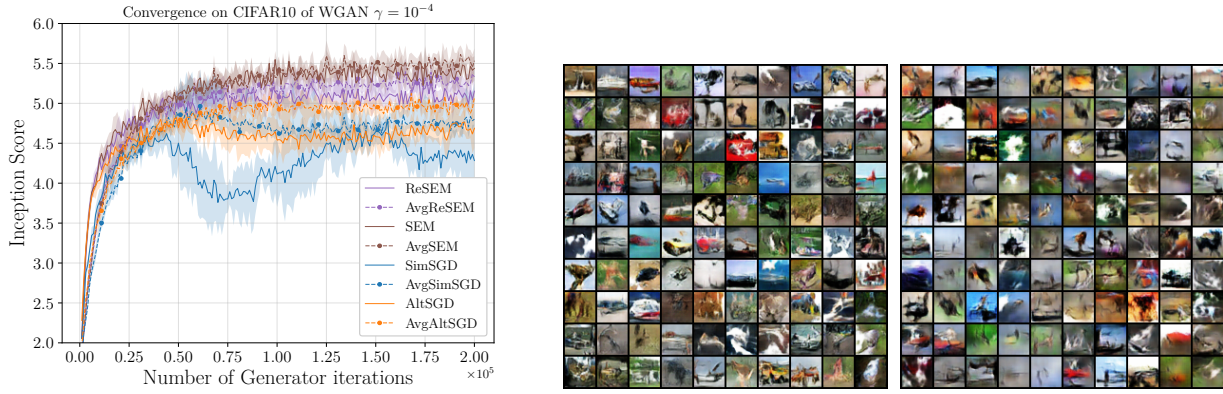 Convergence on CIFAR10 of WGAN γ = 10⁻⁴
Inception Score
6.0
5.5
5.0
4.5
4.0
3.5
3.0
2.5
2.0
ReSEM
AvgReSEM
SEM
AvgSEM
SimSGD
AvgSimSGD
AltSGD
AvgAltSGD
0.00 0.25 0.50 0.75 1.00 1.25 1.50 1.75 2.00
×10⁵
Number of Generator iterations